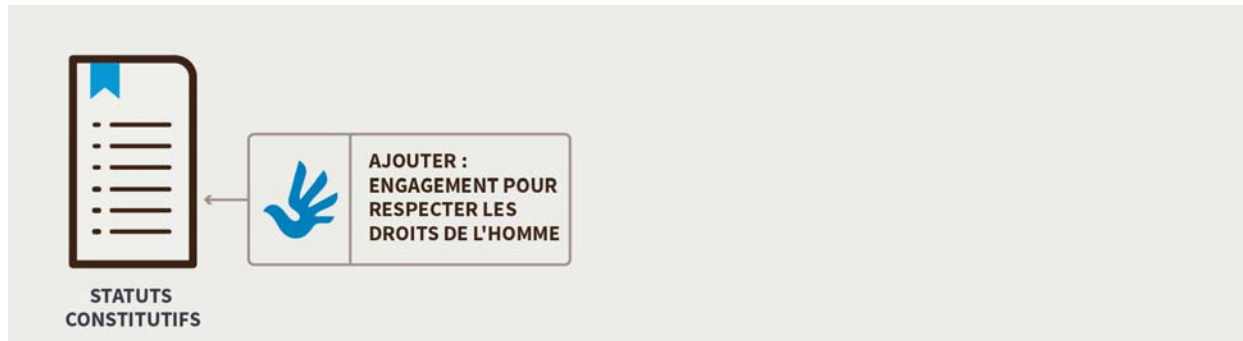 AJOUTER :
ENGAGEMENT POUR
RESPECTER LES
DROITS DE L'HOMME
STATUTS
CONSTITUTIFS